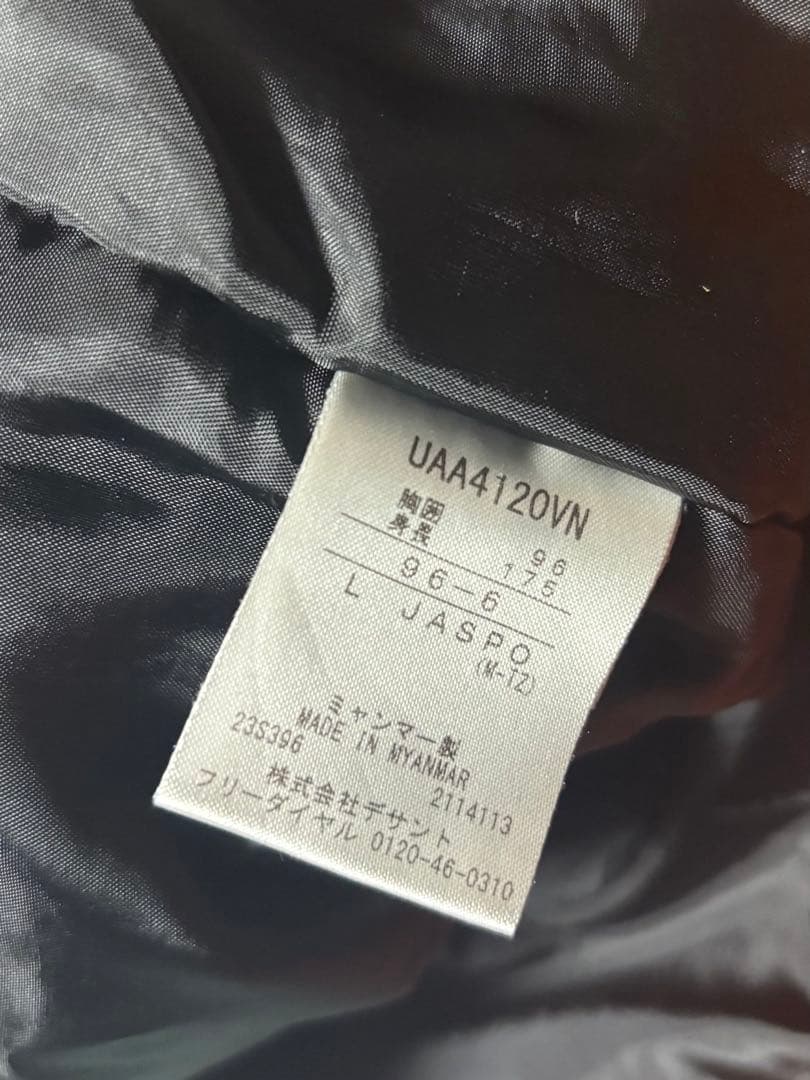 UAA4120VN
胸囲 96
身長 175
96-6
L JASPO
(M-TZ)
ミャンマー製
MADE IN MYANMAR
23S396 2114113
株式会社デサント
フリーダイヤル 0120-46-0310